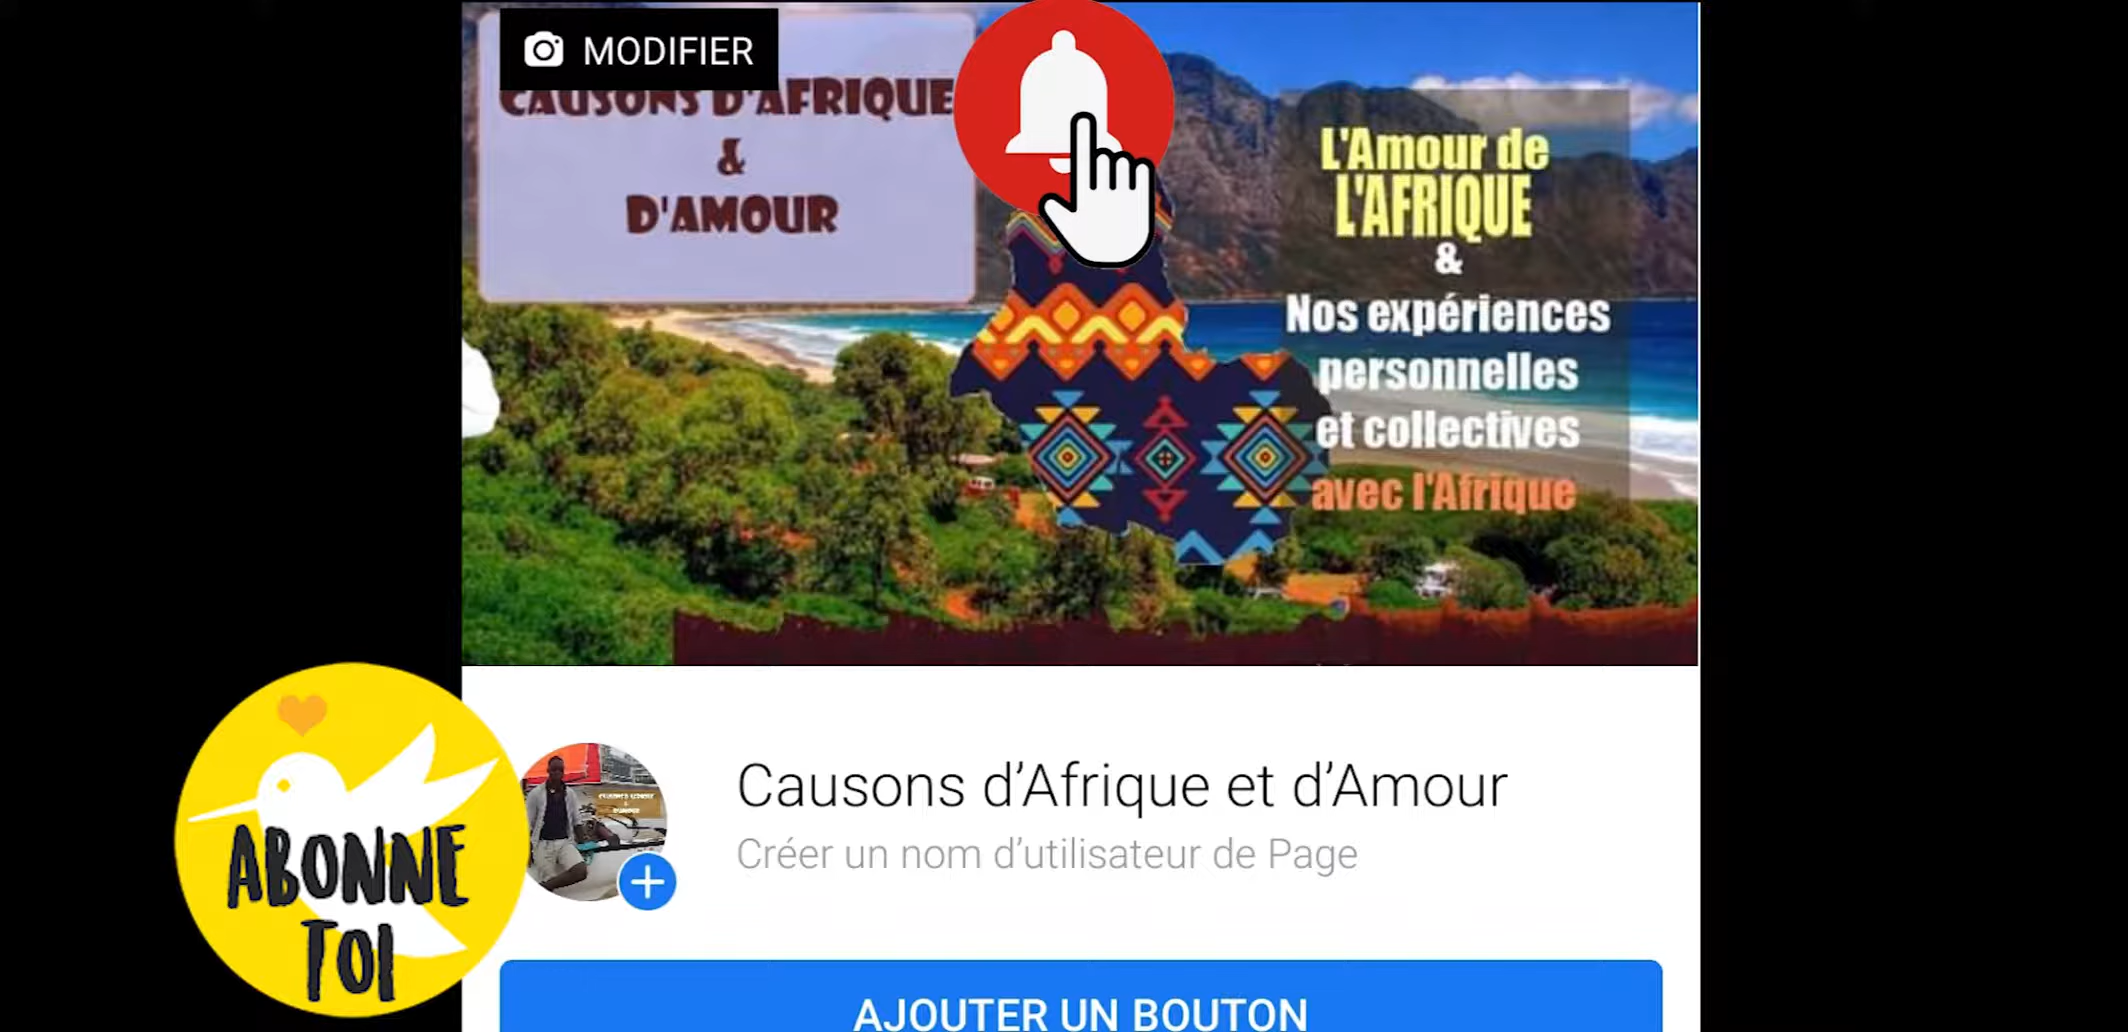 MODIFIER
CAUSONS D'AFRIQUE
&
D'AMOUR
L'Amour de
L'AFRIQUE
&
Nos expériences
personnelles
et collectives
avec l'Afrique
ABONNE
TOI
Causons d’Afrique et d’Amour
Créer un nom d’utilisateur de Page
AJOUTER UN BOUTON